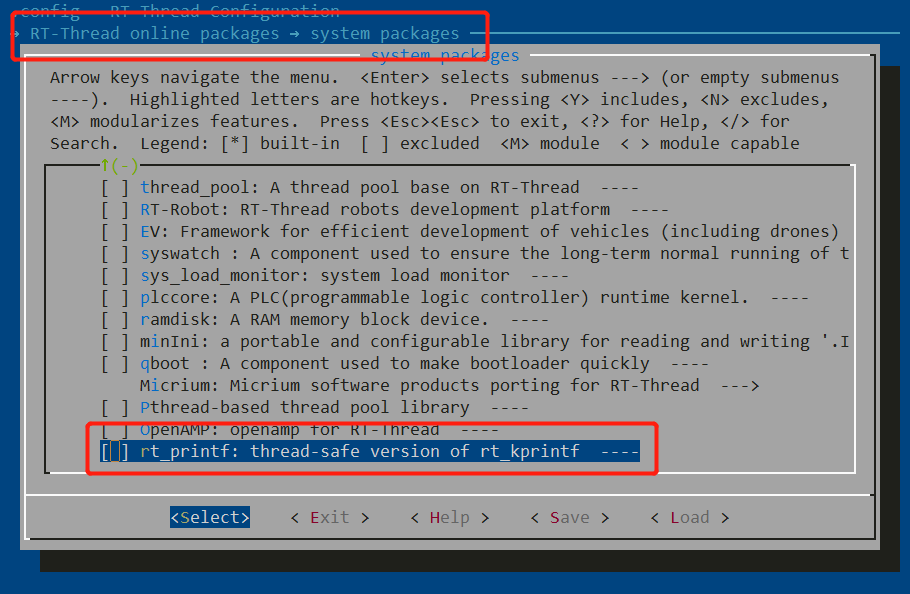 .config - RT-Thread Configuration
→ RT-Thread online packages → system packages
system packages
Arrow keys navigate the menu.  <Enter> selects submenus ---> (or empty submenus
----).  Highlighted letters are hotkeys.  Pressing <Y> includes, <N> excludes,
<M> modularizes features.  Press <Esc><Esc> to exit, <?> for Help, </> for
Search.  Legend: [*] built-in  [ ] excluded  <M> module  < > module capable
↑(-)
[ ] thread_pool: A thread pool base on RT-Thread  ----
[ ] RT-Robot: RT-Thread robots development platform  ----
[ ] EV: Framework for efficient development of vehicles (including drones)
[ ] syswatch : A component used to ensure the long-term normal running of t
[ ] sys_load_monitor: system load monitor  ----
[ ] plccore: A PLC(programmable logic controller) runtime kernel.  ----
[ ] ramdisk: A RAM memory block device.  ----
[ ] minIni: a portable and configurable library for reading and writing '.I
[ ] qboot : A component used to make bootloader quickly  ----
Micrium: Micrium software products porting for RT-Thread  --->
[ ] Pthread-based thread pool library  ----
[ ] OpenAMP: openamp for RT-Thread  ----
[ ] rt_printf: thread-safe version of rt_kprintf  ----
<Select>    < Exit >    < Help >    < Save >    < Load >